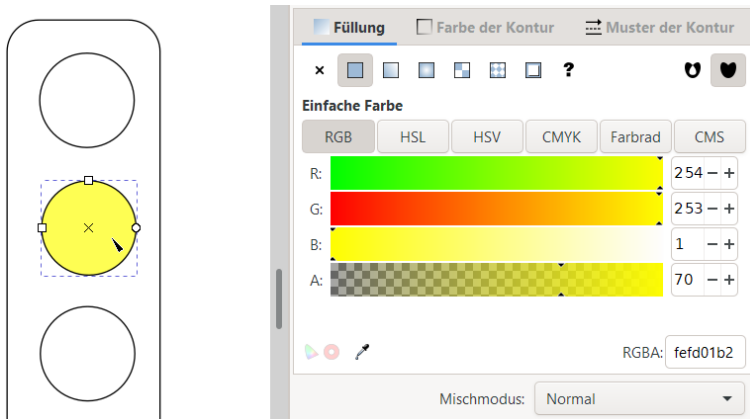 Füllung Farbe der Kontur Muster der Kontur
× ?
Einfache Farbe
RGB HSL HSV CMYK Farbrad CMS
R: 254 − +
G: 253 − +
B: 1 − +
A: 70 − +
RGBA: fefd01b2
Mischmodus: Normal